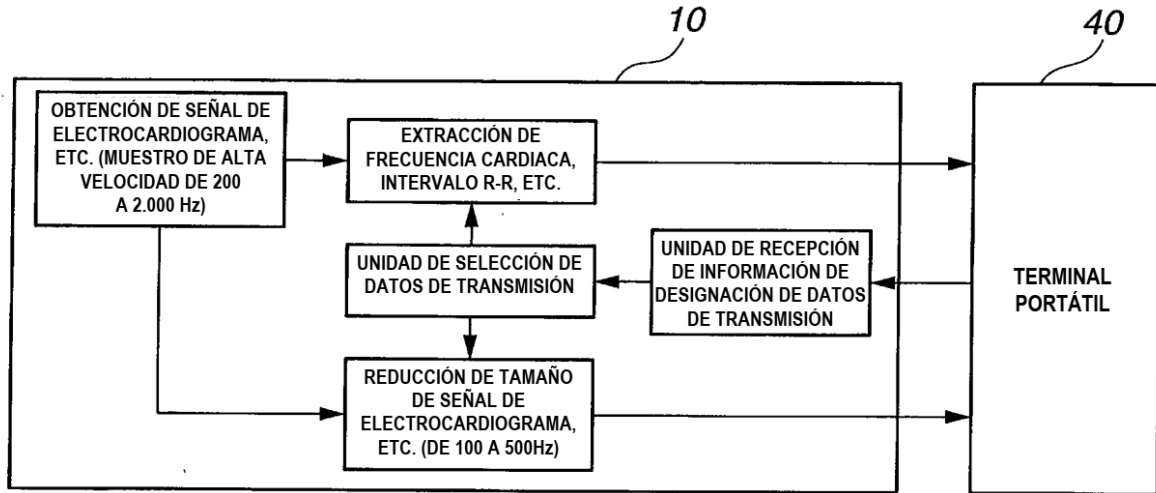 10
40
OBTENCIÓN DE SEÑAL DE
ELECTROCARDIOGRAMA,
ETC. (MUESTRO DE ALTA
VELOCIDAD DE 200
A 2.000 Hz)
EXTRACCIÓN DE
FRECUENCIA CARDIACA,
INTERVALO R-R, ETC.
UNIDAD DE SELECCIÓN DE
DATOS DE TRANSMISIÓN
UNIDAD DE RECEPCIÓN
DE INFORMACIÓN DE
DESIGNACIÓN DE DATOS
DE TRANSMISIÓN
TERMINAL
PORTÁTIL
REDUCCIÓN DE TAMAÑO
DE SEÑAL DE
ELECTROCARDIOGRAMA,
ETC. (DE 100 A 500Hz)